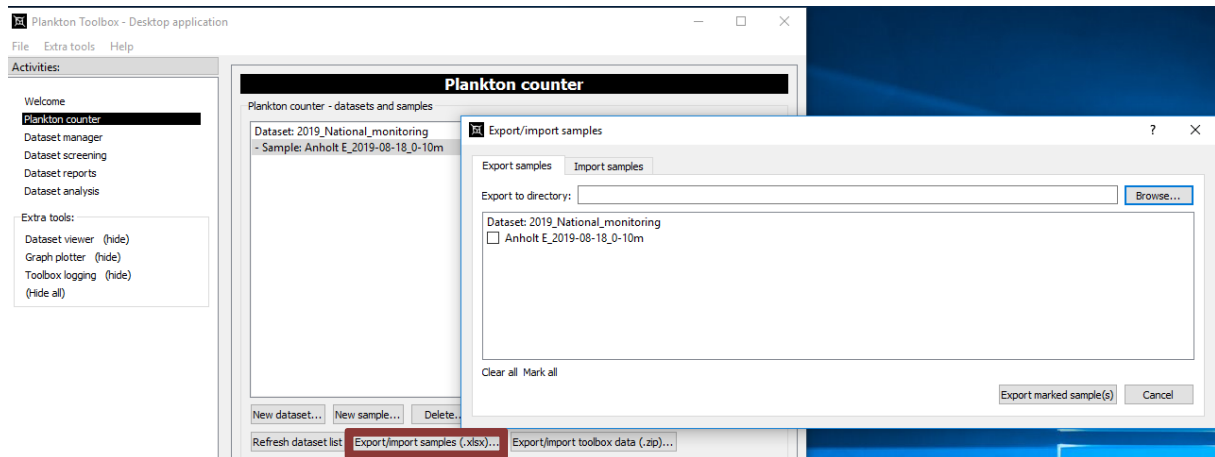 Plankton Toolbox - Desktop application
File Extra tools Help
Activities:
Welcome
Plankton counter
Dataset manager
Dataset screening
Dataset reports
Dataset analysis
Extra tools:
Dataset viewer (hide)
Graph plotter (hide)
Toolbox logging (hide)
(Hide all)
Plankton counter
Plankton counter - datasets and samples
Dataset: 2019_National_monitoring
- Sample: Anholt E_2019-08-18_0-10m
New dataset... New sample... Delete..
Refresh dataset list Export/import samples (.xlsx)... Export/import toolbox data (.zip)...
Export/import samples ?
Export samples Import samples
Export to directory: Browse...
Dataset: 2019_National_monitoring
Anholt E_2019-08-18_0-10m
Clear all Mark all
Export marked sample(s) Cancel